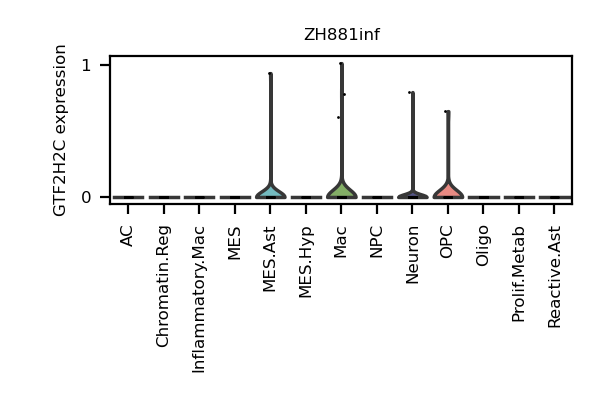 ZH881inf
GTF2H2C expression
1
0
AC
Chromatin.Reg
Inflammatory.Mac
MES
MES.Ast
MES.Hyp
Mac
NPC
Neuron
OPC
Oligo
Prolif.Metab
Reactive.Ast